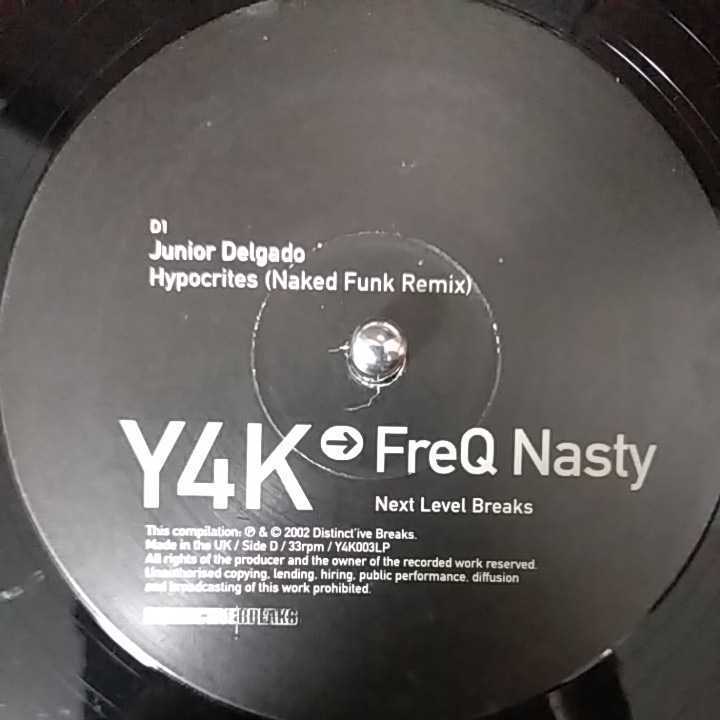 D1
Junior Delgado
Hypocrites (Naked Funk Remix)
Y4K FreQ Nasty
Next Level Breaks
This compilation: ℗ & © 2002 Distinct'ive Breaks.
Made in the UK / Side D / 33rpm / Y4K003LP
All rights of the producer and the owner of the recorded work reserved.
Unauthorised copying, lending, hiring, public performance, diffusion
and broadcasting of this work prohibited.
BREAKS